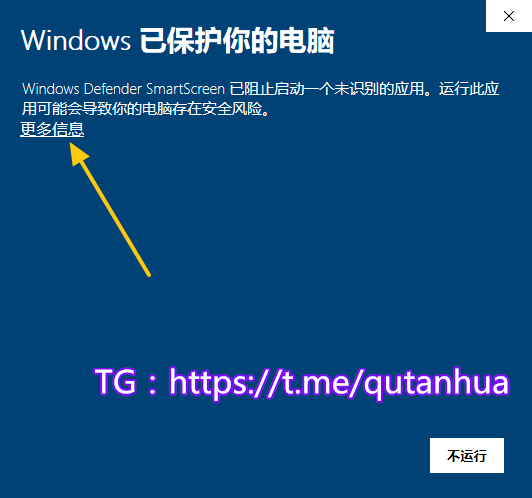 Windows 已保护你的电脑
Windows Defender SmartScreen 已阻止启动一个未识别的应用。运行此应
用可能会导致你的电脑存在安全风险。
更多信息
TG：https://t.me/qutanhua
不运行